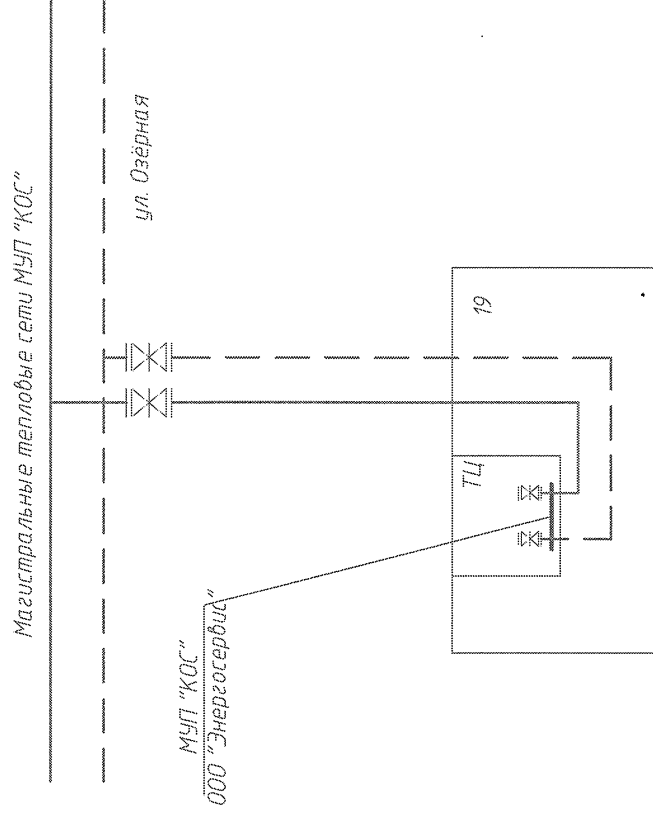 Магистральные тепловые сети МУП "КОС"
ул. Озёрная
19
ТЦ
МУП "КОС"
ООО "Энергосервис"